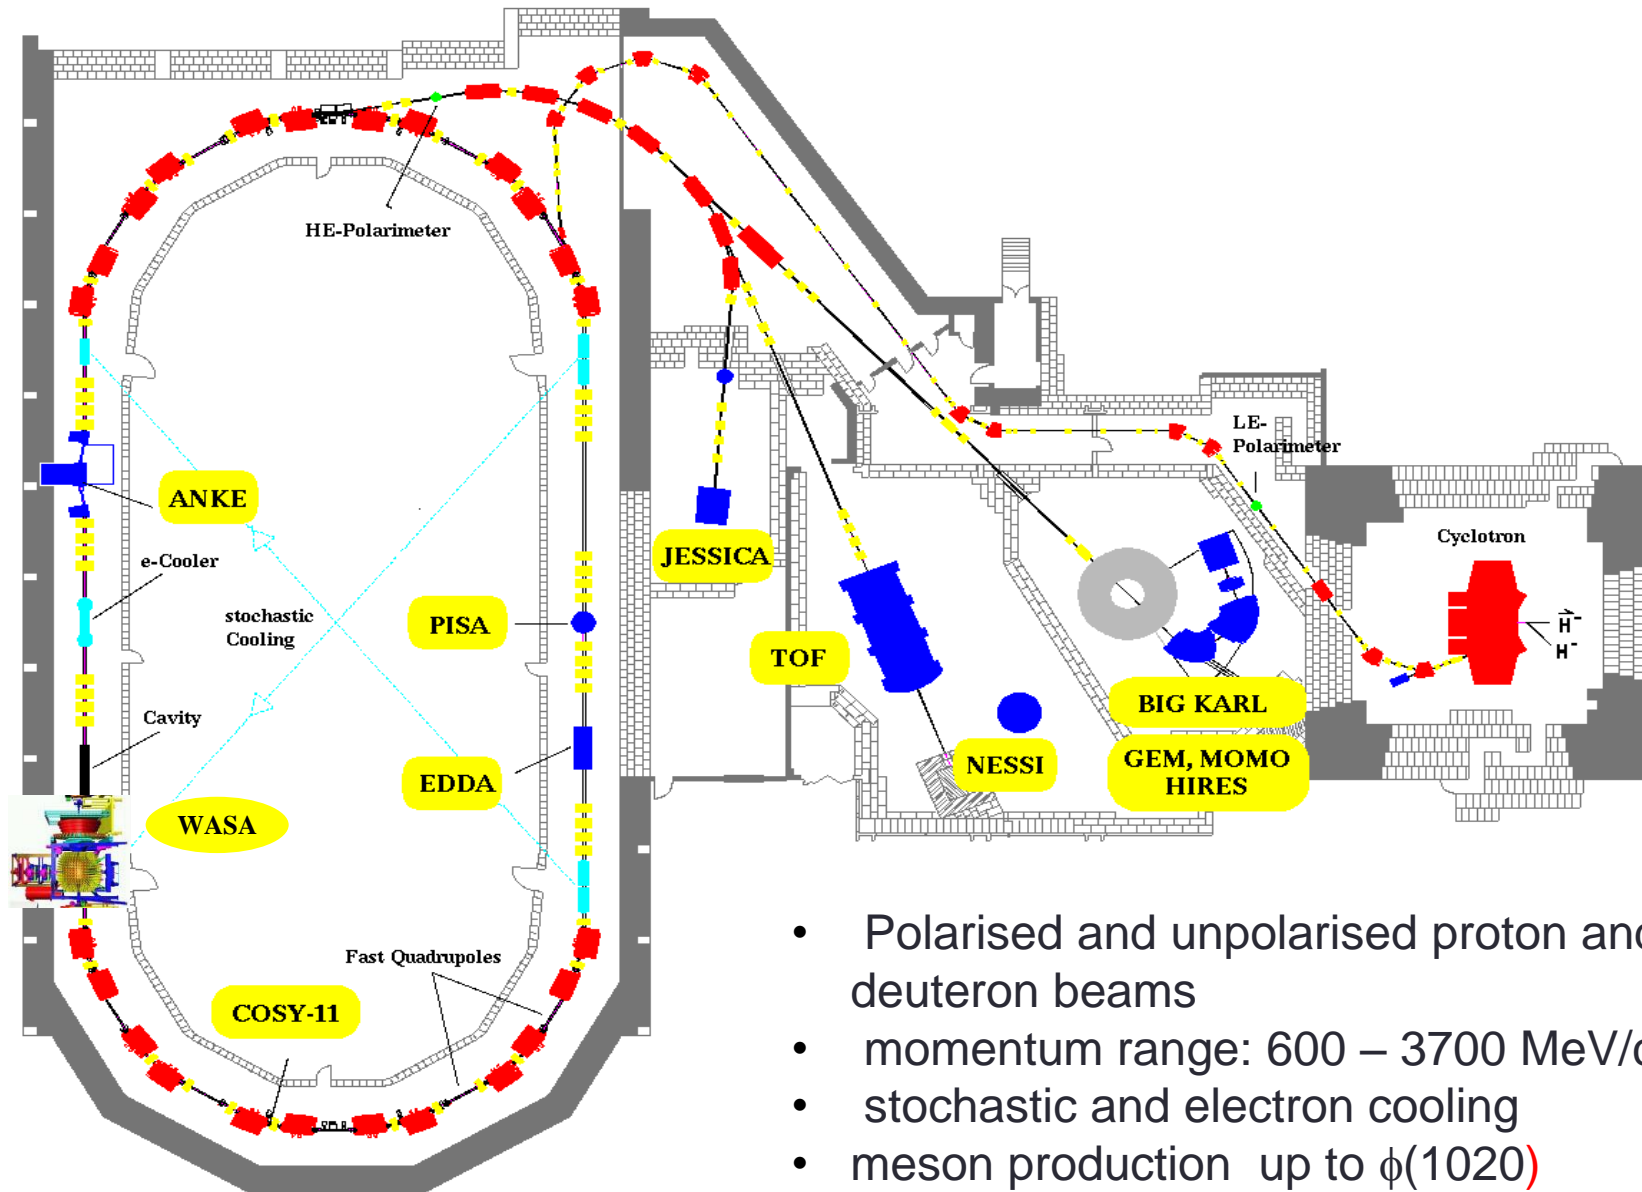 HE-Polarimeter
LE-
Polarimeter
ANKE
JESSICA
Cyclotron
e-Cooler
stochastic
Cooling
PISA
H⃗⁻
H⁻
TOF
Cavity
BIG KARL
EDDA
NESSI
GEM, MOMO
HIRES
WASA
Fast Quadrupoles
COSY-11
• Polarised and unpolarised proton and
deuteron beams
• momentum range: 600 – 3700 MeV/c
• stochastic and electron cooling
• meson production up to ϕ(1020)